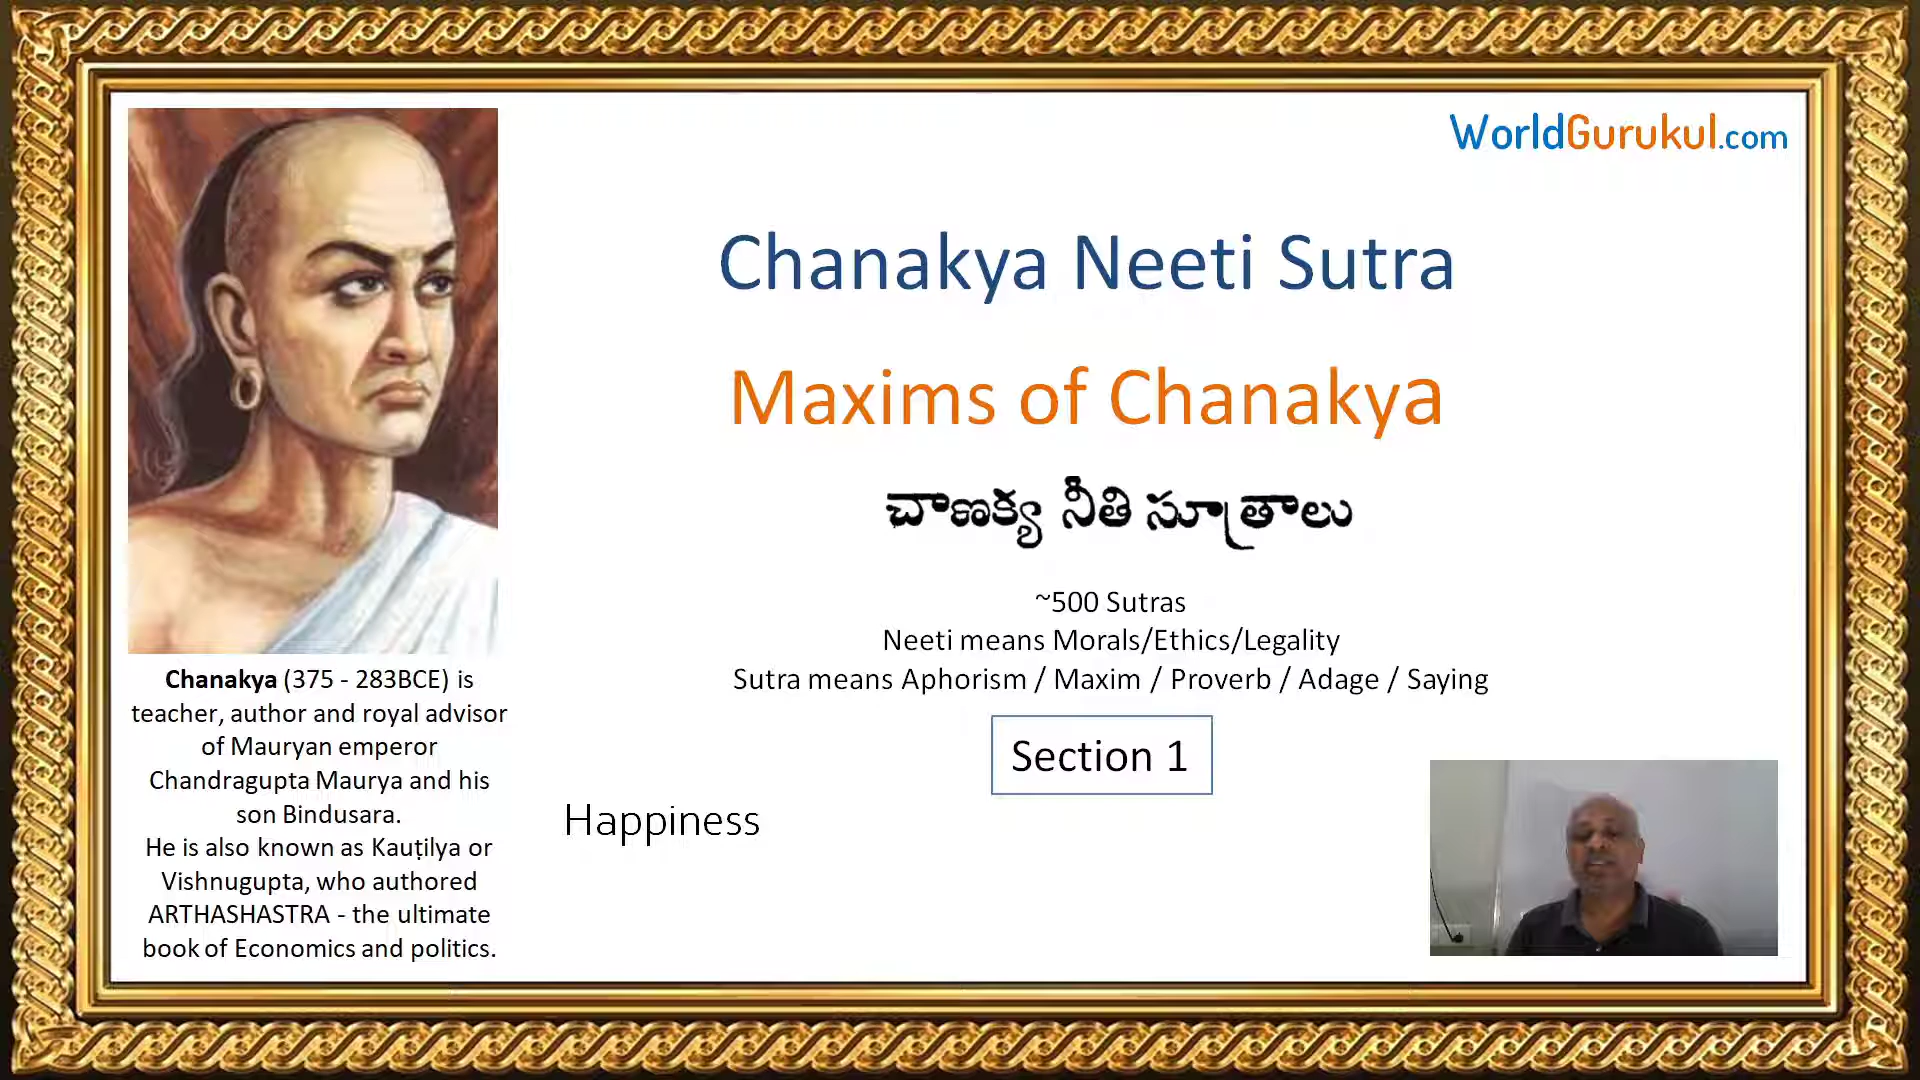 WorldGurukul.com
Chanakya Neeti Sutra
Maxims of Chanakya
చాణక్య నీతి సూత్రాలు
~500 Sutras
Neeti means Morals/Ethics/Legality
Sutra means Aphorism / Maxim / Proverb / Adage / Saying
Section 1
Happiness
Chanakya (375 - 283BCE) is
teacher, author and royal advisor
of Mauryan emperor
Chandragupta Maurya and his
son Bindusara.
He is also known as Kauṭilya or
Vishnugupta, who authored
ARTHASHASTRA - the ultimate
book of Economics and politics.